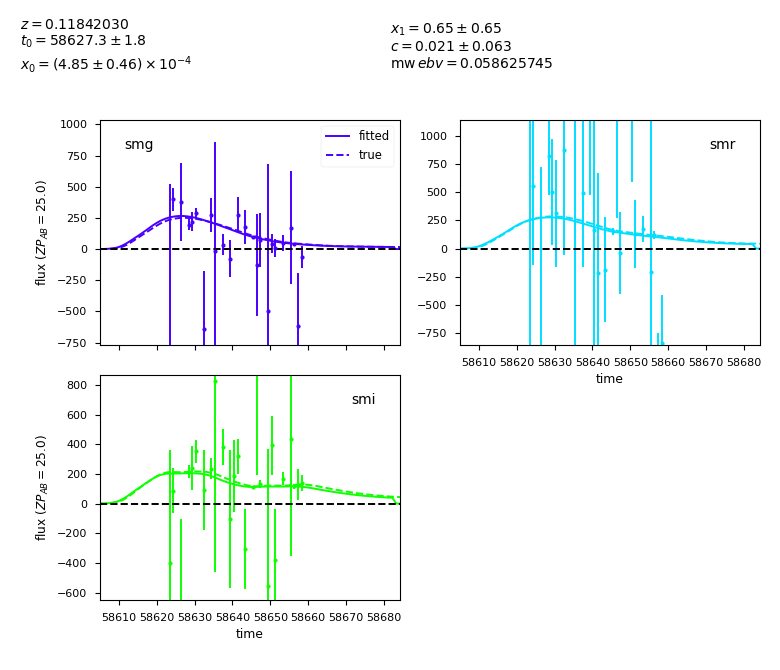 z = 0.11842030
t0 = 58627.3 ± 1.8
x0 = (4.85 ± 0.46) × 10⁻⁴
x1 = 0.65 ± 0.65
c = 0.021 ± 0.063
mw ebv = 0.058625745
smg
fitted
true
1000
750
500
250
0
−250
−500
−750
flux (ZP_AB = 25.0)
smr
1000
750
500
250
0
−250
−500
−750
58610 58620 58630 58640 58650 58660 58670 58680
time
smi
800
600
400
200
0
−200
−400
−600
flux (ZP_AB = 25.0)
58610 58620 58630 58640 58650 58660 58670 58680
time